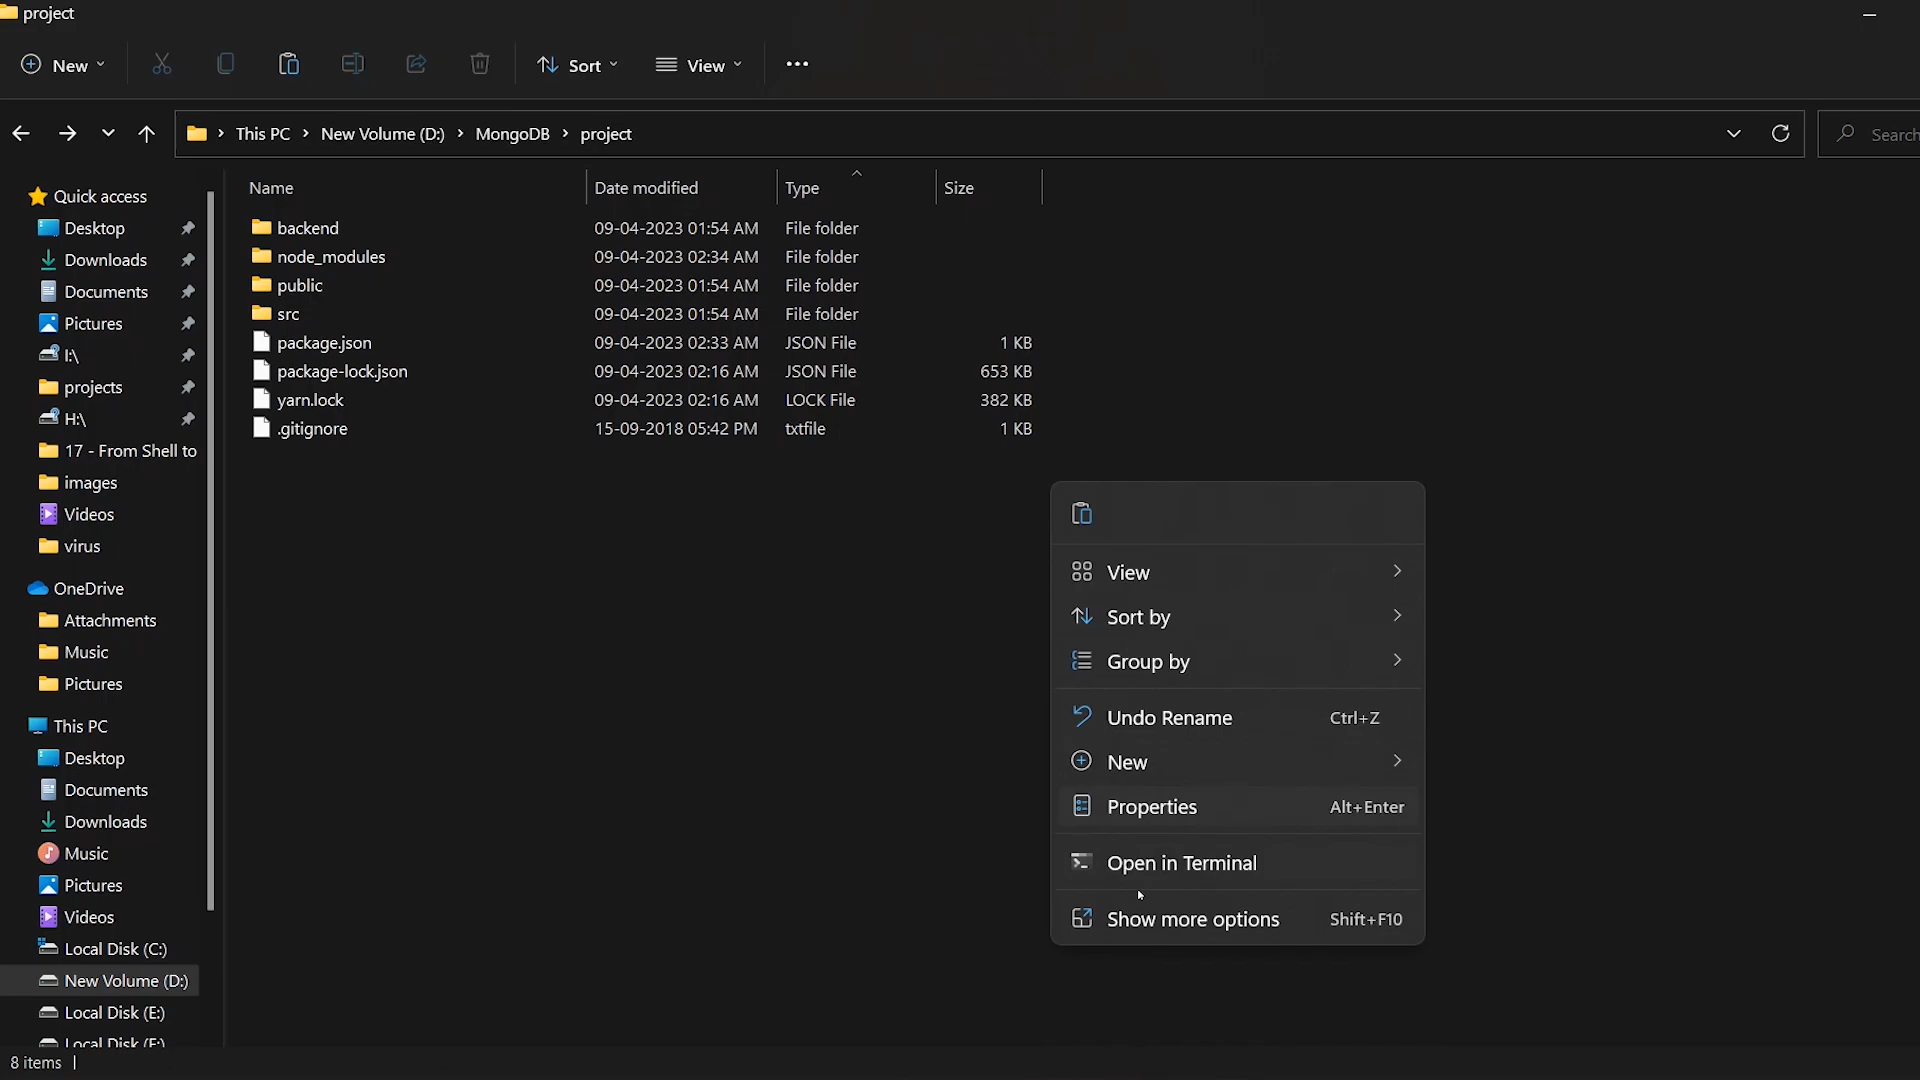 project
New
Sort
View
This PC > New Volume (D:) > MongoDB > project
Search
Name Date modified Type Size
Quick access
Desktop
Downloads
Documents
Pictures
I:\
projects
H:\
17 - From Shell to
images
Videos
virus
OneDrive
Attachments
Music
Pictures
This PC
Desktop
Documents
Downloads
Music
Pictures
Videos
Local Disk (C:)
New Volume (D:)
Local Disk (E:)
Local Disk (F:)
backend 09-04-2023 01:54 AM File folder
node_modules 09-04-2023 02:34 AM File folder
public 09-04-2023 01:54 AM File folder
src 09-04-2023 01:54 AM File folder
package.json 09-04-2023 02:33 AM JSON File 1 KB
package-lock.json 09-04-2023 02:16 AM JSON File 653 KB
yarn.lock 09-04-2023 02:16 AM LOCK File 382 KB
.gitignore 15-09-2018 05:42 PM txtfile 1 KB
View
Sort by
Group by
Undo Rename Ctrl+Z
New
Properties Alt+Enter
Open in Terminal
Show more options Shift+F10
8 items